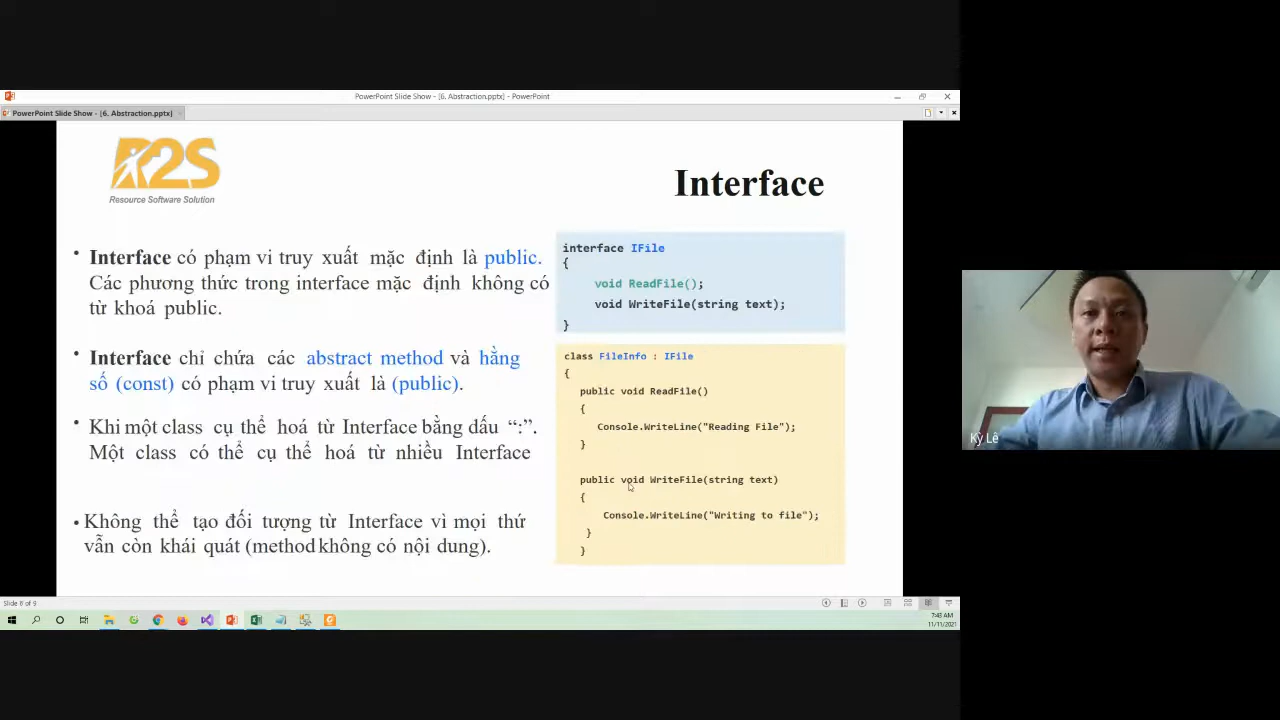 PowerPoint Slide Show - [6. Abstraction.pptx] - PowerPoint
PowerPoint Slide Show - [6. Abstraction.pptx]
R2S
Resource Software Solution
Interface
• Interface có phạm vi truy xuất mặc định là public.
Các phương thức trong interface mặc định không có
từ khoá public.
• Interface chỉ chứa các abstract method và hằng
số (const) có phạm vi truy xuất là (public).
• Khi một class cụ thể hoá từ Interface bằng dấu “:”.
Một class có thể cụ thể hoá từ nhiều Interface
• Không thể tạo đối tượng từ Interface vì mọi thứ
vẫn còn khái quát (method không có nội dung).
interface IFile
{
void ReadFile();
void WriteFile(string text);
}
class FileInfo : IFile
{
public void ReadFile()
{
Console.WriteLine("Reading File");
}
public void WriteFile(string text)
{
Console.WriteLine("Writing to file");
}
}
Kỳ Lê
Slide 8 of 9
7:43 AM
11/11/2021